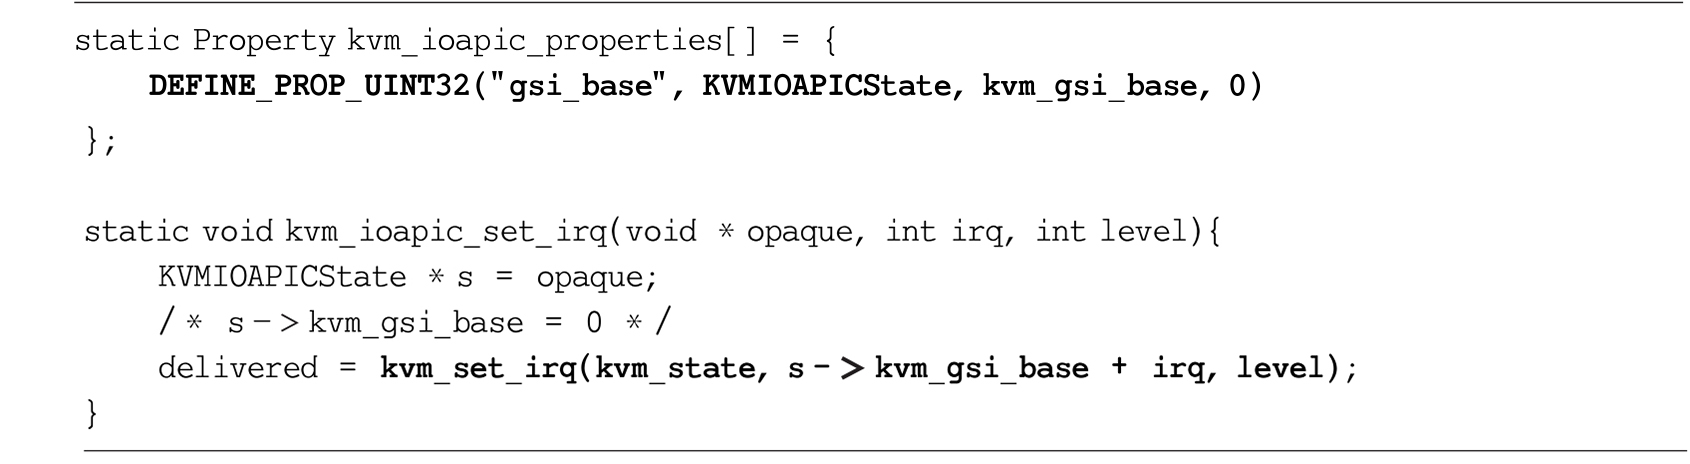 static Property kvm_ioapic_properties[] = {
DEFINE_PROP_UINT32("gsi_base", KVMIOAPICState, kvm_gsi_base, 0)
};
static void kvm_ioapic_set_irq(void * opaque, int irq, int level){
KVMIOAPICState * s = opaque;
/* s->kvm_gsi_base = 0 */
delivered = kvm_set_irq(kvm_state, s->kvm_gsi_base + irq, level);
}